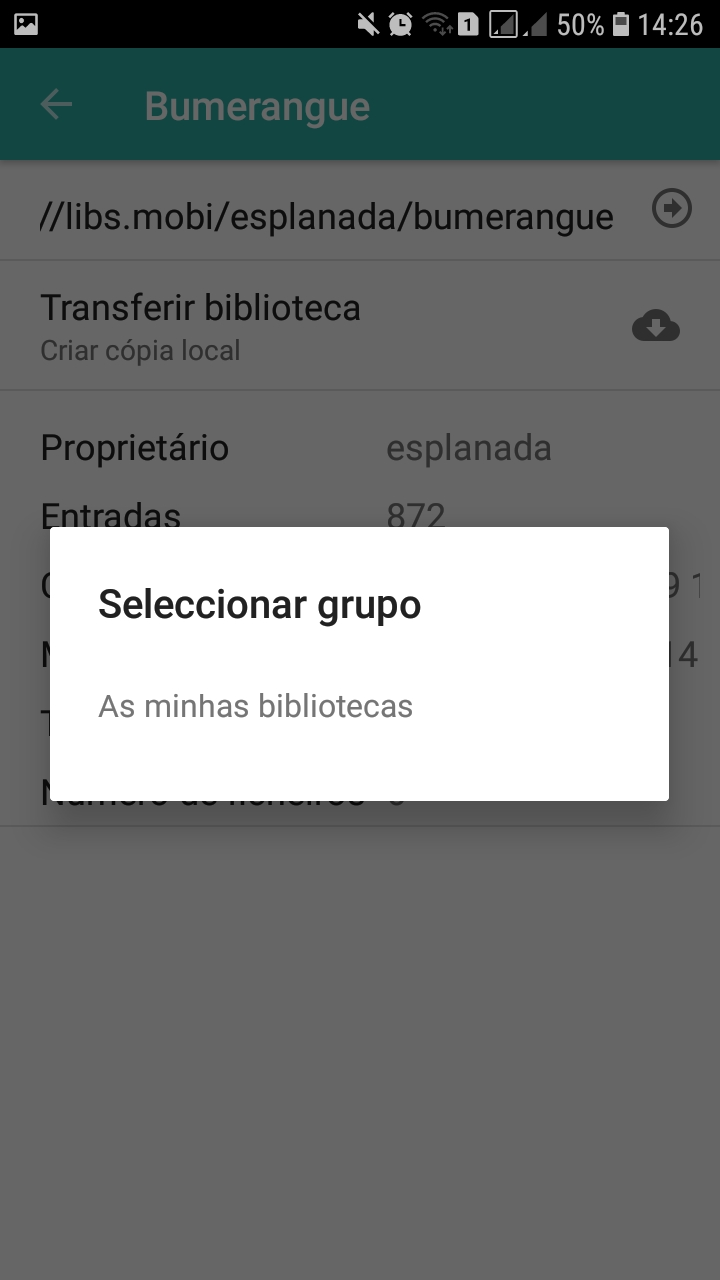 1 50% 14:26
Bumerangue
//libs.mobi/esplanada/bumerangue
Transferir biblioteca
Criar cópia local
Proprietário esplanada
Entradas 872
Seleccionar grupo
As minhas bibliotecas